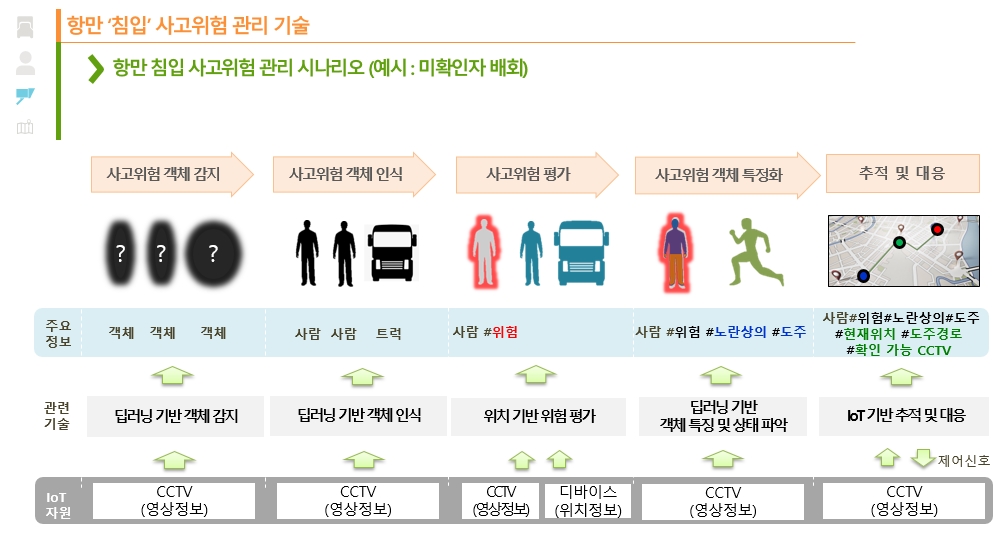 항만 ‘침입‘ 사고위험 관리 기술
항만 침입 사고위험 관리 시나리오 (예시 : 미확인자 배회)
사고위험 객체 감지
사고위험 객체 인식
사고위험 평가
사고위험 객체 특정화
추적 및 대응
? ? ?
주요
정보
객체 객체 객체
사람 사람 트럭
사람 #위험
사람 #위험 #노란상의 #도주
사람#위험#노란상의#도주
#현재위치 #도주경로
#확인 가능 CCTV
관련
기술
딥러닝 기반 객체 감지
딥러닝 기반 객체 인식
위치 기반 위험 평가
딥러닝 기반
객체 특징 및 상태 파악
IoT 기반 추적 및 대응
제어신호
IoT
자원
CCTV
(영상정보)
CCTV
(영상정보)
CCTV
(영상정보)
디바이스
(위치정보)
CCTV
(영상정보)
CCTV
(영상정보)